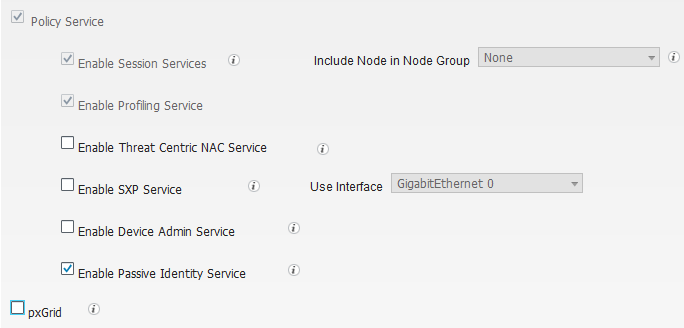 Policy Service
Enable Session Services Include Node in Node Group None
Enable Profiling Service
Enable Threat Centric NAC Service
Enable SXP Service Use Interface GigabitEthernet 0
Enable Device Admin Service
Enable Passive Identity Service
pxGrid